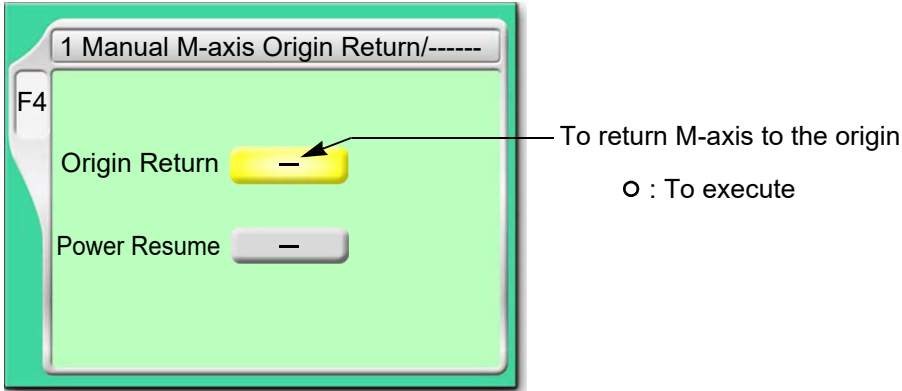 1 Manual M-axis Origin Return/------
F4
To return M-axis to the origin
Origin Return –
o : To execute
Power Resume –